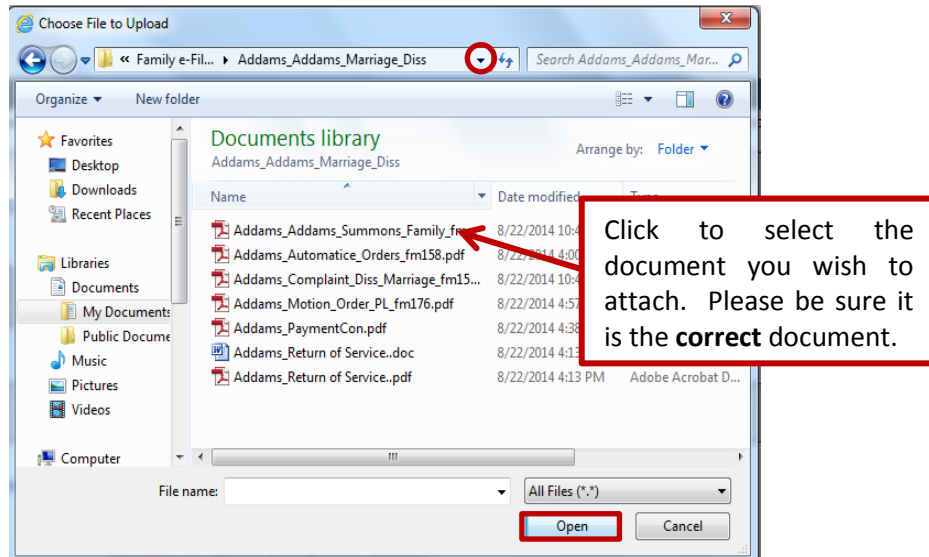 Choose File to Upload
« Family e-Fil... ▸ Addams_Addams_Marriage_Diss
Search Addams_Addams_Mar...
Organize ▾ New folder
Favorites
Desktop
Downloads
Recent Places
Libraries
Documents
My Documents
Public Docume
Music
Pictures
Videos
Computer
Documents library
Addams_Addams_Marriage_Diss
Arrange by: Folder ▾
Name Date modified
Addams_Addams_Summons_Family_fm 8/22/2014 10:4
Addams_Automatice_Orders_fm158.pdf 8/22/2014 4:00
Addams_Complaint_Diss_Marriage_fm15... 8/22/2014 10:4
Addams_Motion_Order_PL_fm176.pdf 8/22/2014 4:57
Addams_PaymentCon.pdf 8/22/2014 4:38
Addams_Return of Service..doc 8/22/2014 4:13
Addams_Return of Service..pdf 8/22/2014 4:13 PM Adobe Acrobat D...
Click to select the
document you wish to
attach. Please be sure it
is the correct document.
File name:
All Files (*.*)
Open Cancel